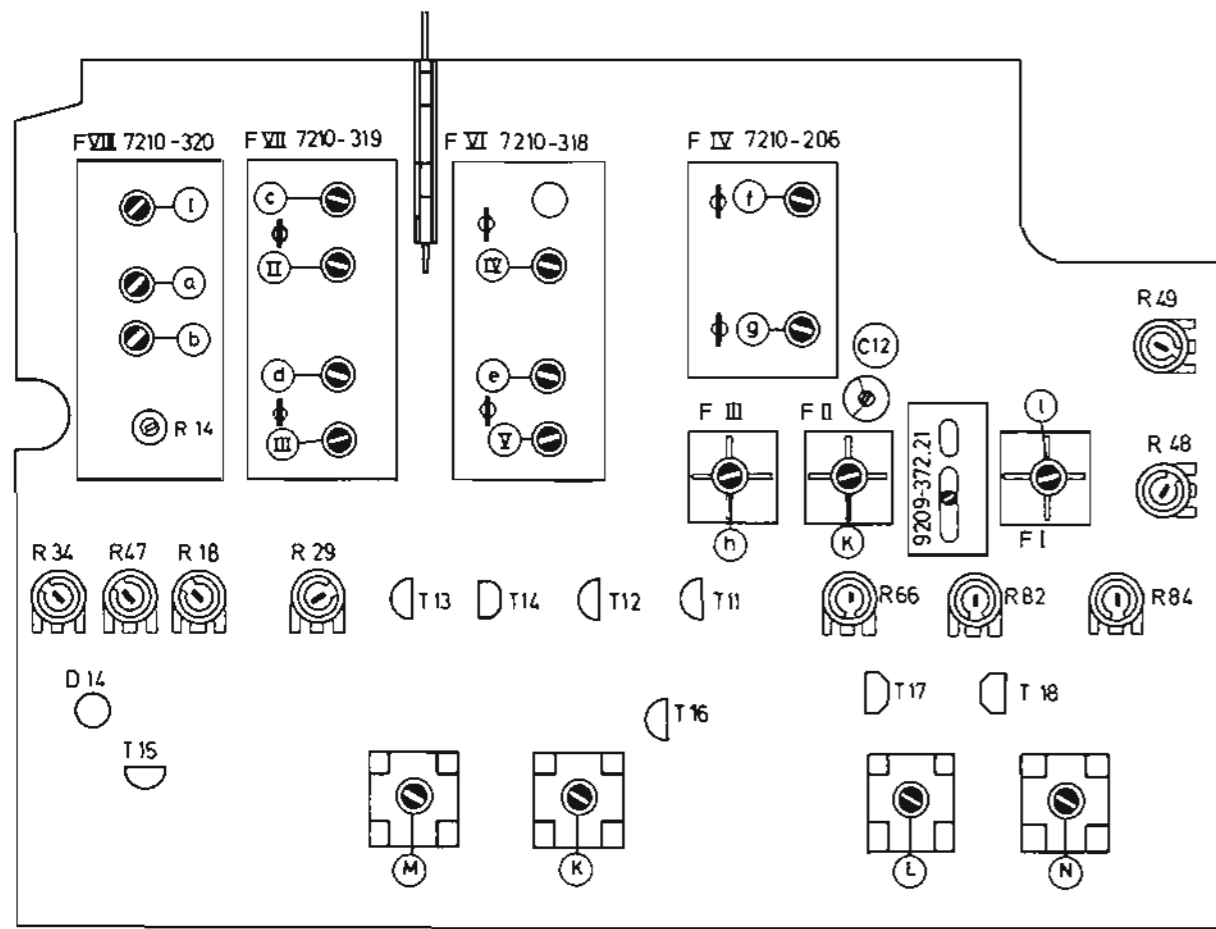 F VIII 7210-320
F VII 7210-319
F VI 7210-318
F IV 7210-206
I
a
b
R 14
c
II
d
III
IV
e
V
f
g
C12
R 49
R 48
F III
F II
9209-372.21
l
F I
h
K
R 34
R47
R 18
R 29
T13
T14
T12
T11
R66
R82
R84
D 14
T 15
T 16
T17
T 18
M
K
Ł
N